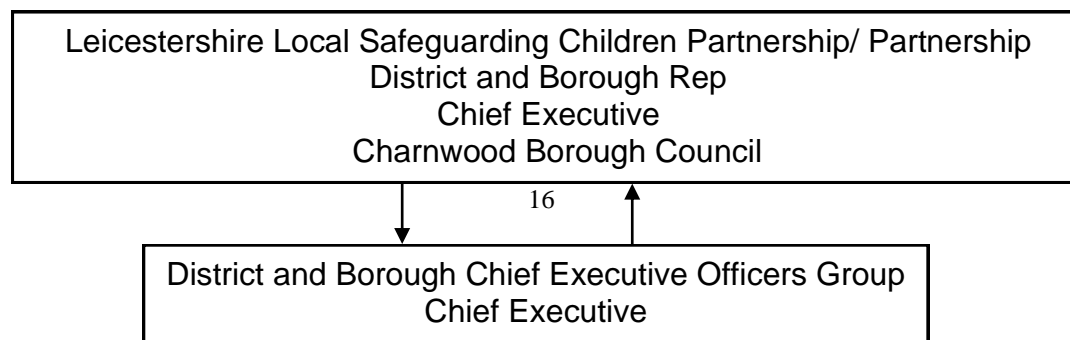 Leicestershire Local Safeguarding Children Partnership/ Partnership
District and Borough Rep
Chief Executive
Charnwood Borough Council
16
District and Borough Chief Executive Officers Group
Chief Executive